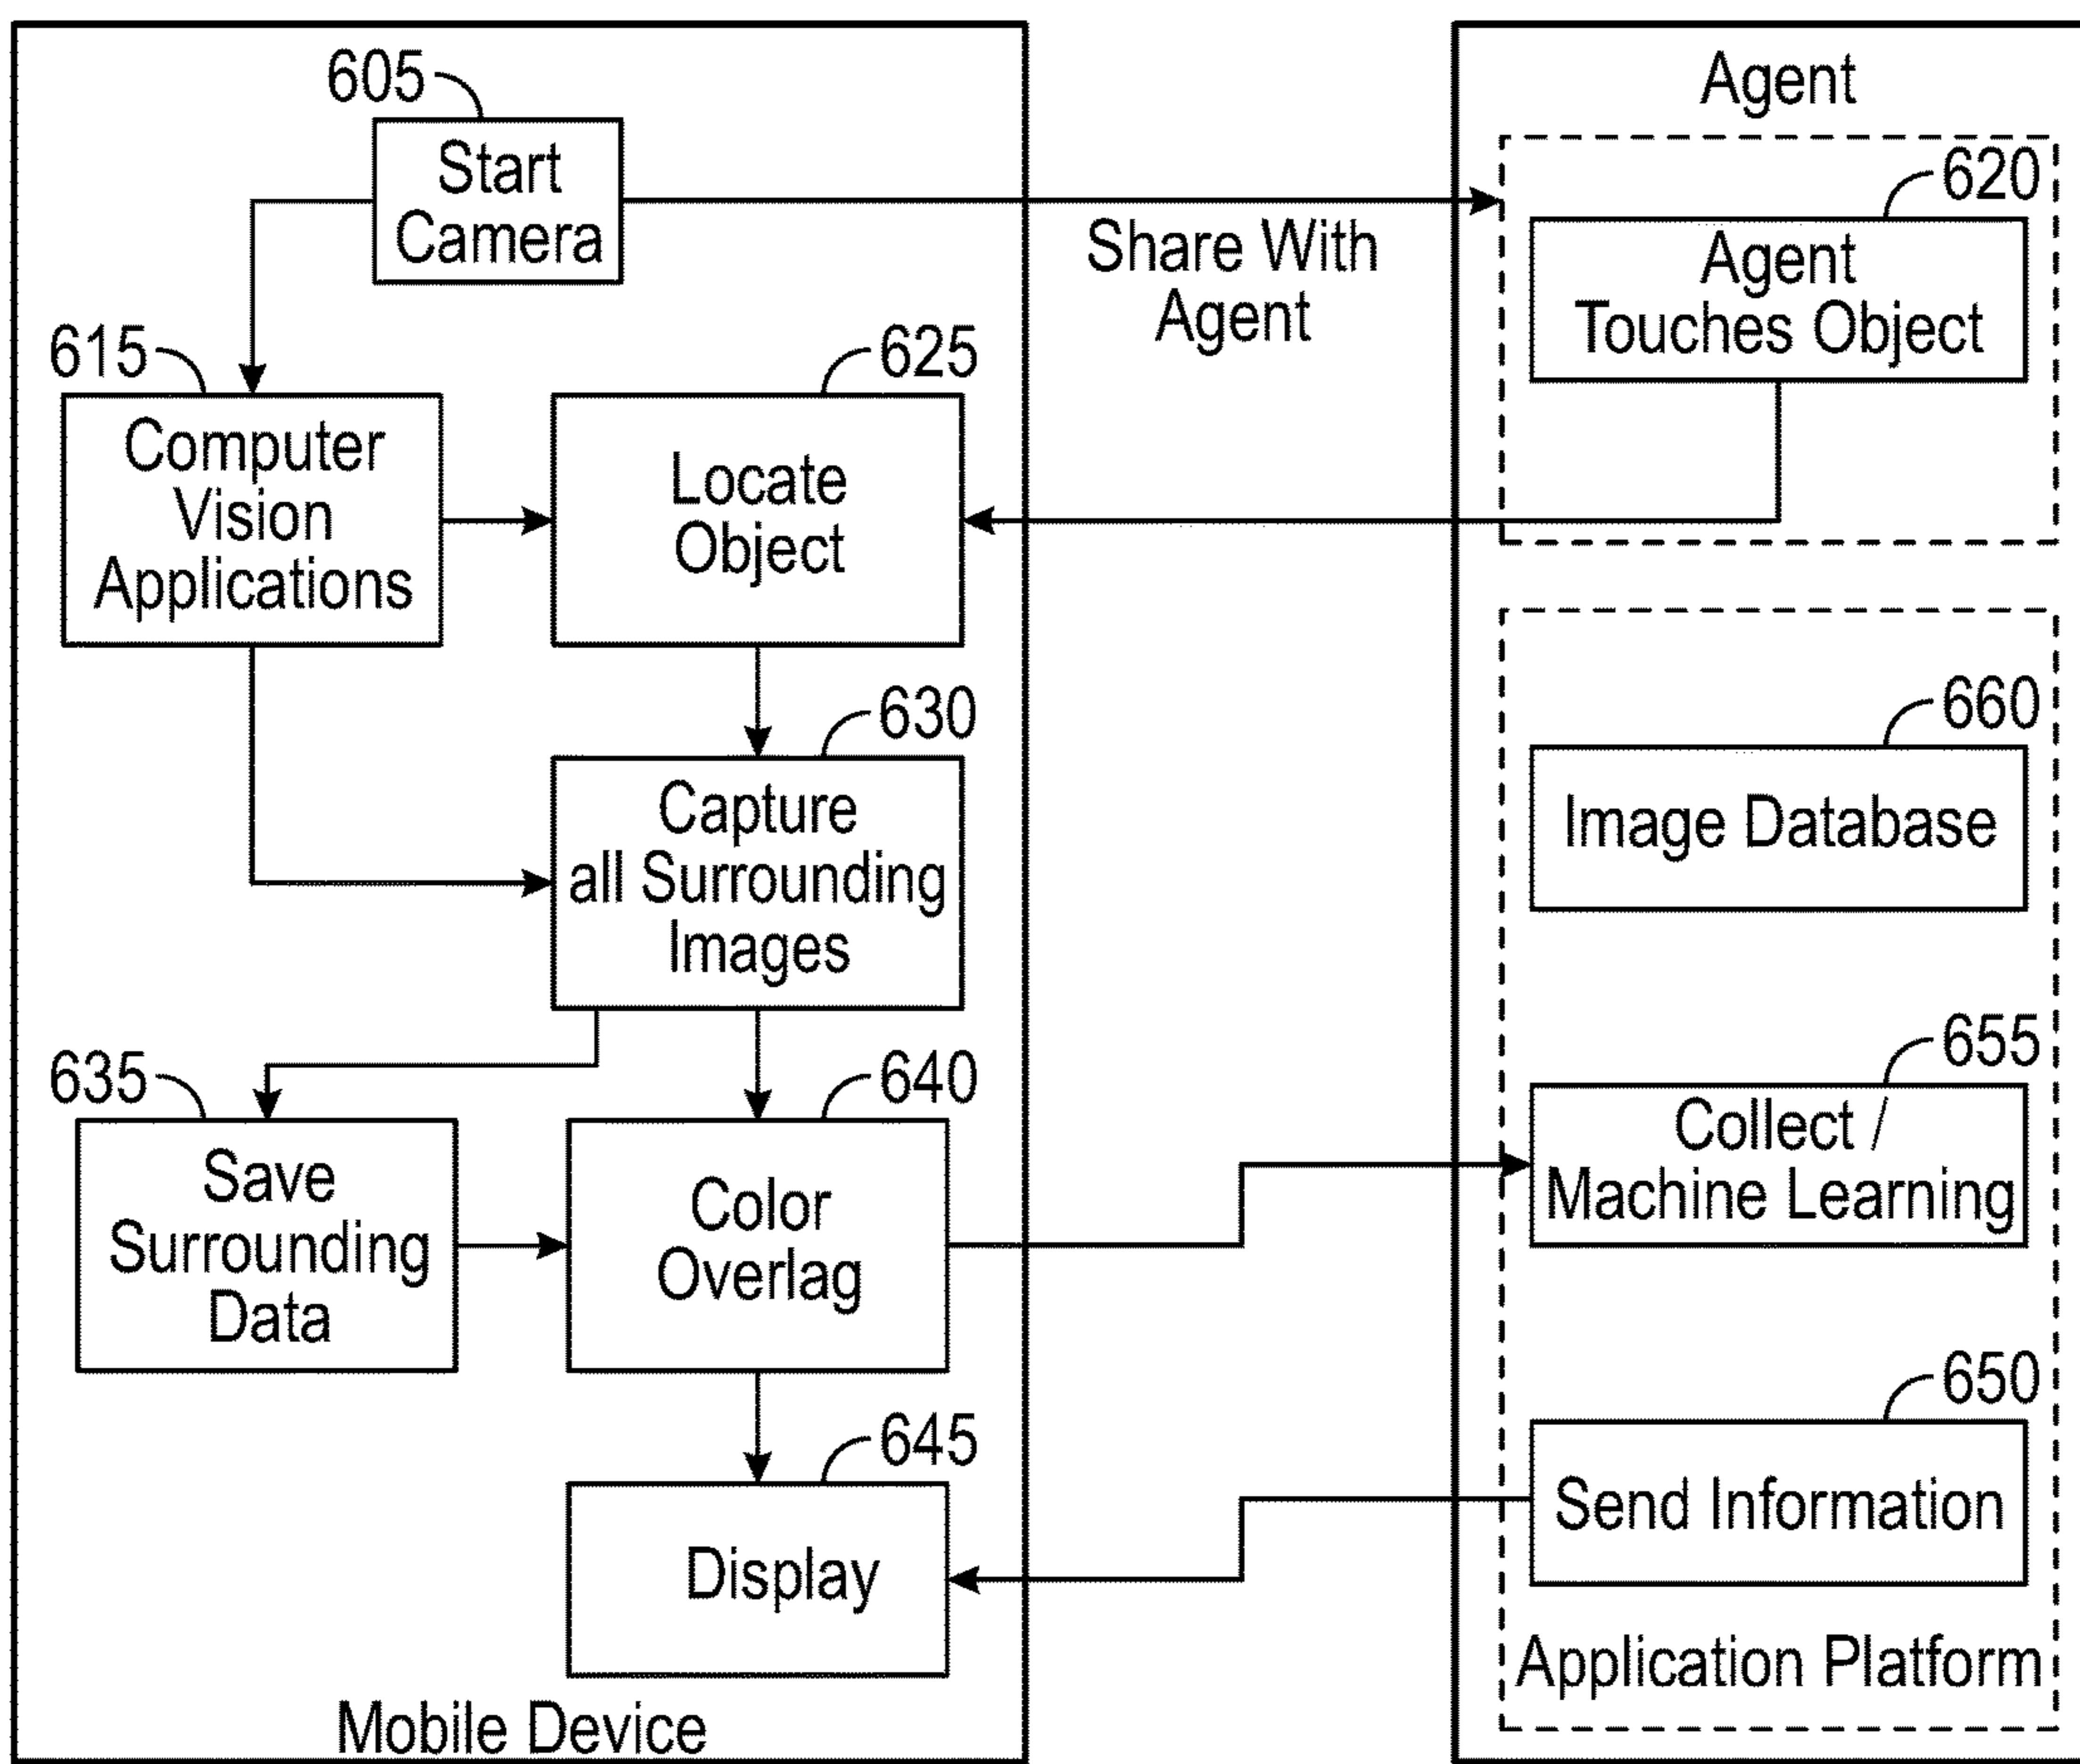 605
Start
Camera
615
Computer
Vision
Applications
625
Locate
Object
630
Capture
all Surrounding
Images
635
Save
Surrounding
Data
640
Color
Overlag
645
Display
Mobile Device
Share With
Agent
Agent
620
Agent
Touches Object
660
Image Database
655
Collect /
Machine Learning
650
Send Information
Application Platform